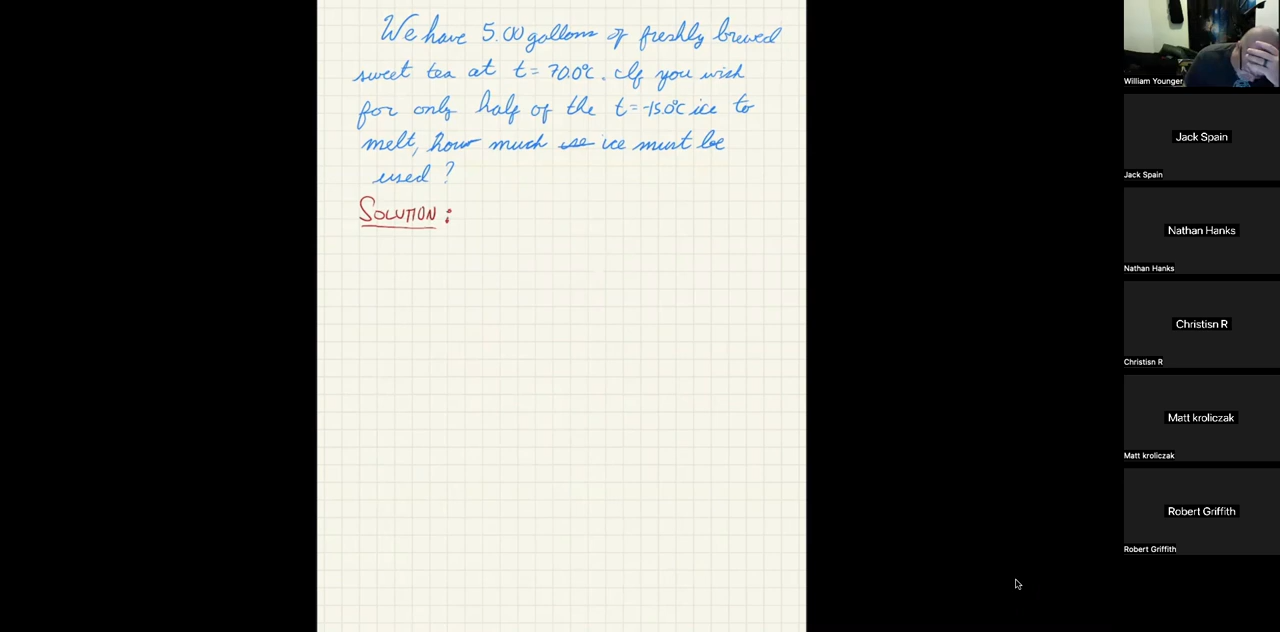 We have 5.00 gallons of freshly brewed
sweet tea at t = 70.0°C. If you wish
for only half of the t = -15.0°C ice to
melt, how much use ice must be
used?
SOLUTION:
William Younger
Jack Spain
Jack Spain
Nathan Hanks
Nathan Hanks
Christisn R
Christisn R
Matt kroliczak
Matt kroliczak
Robert Griffith
Robert Griffith